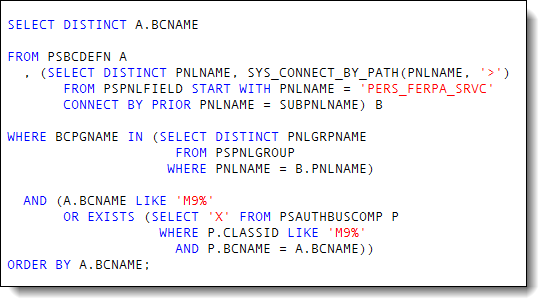 SELECT DISTINCT A.BCNAME
FROM PSBCDEFN A
, (SELECT DISTINCT PNLNAME, SYS_CONNECT_BY_PATH(PNLNAME, '>')
FROM PSPNLFIELD START WITH PNLNAME = 'PERS_FERPA_SRVC'
CONNECT BY PRIOR PNLNAME = SUBPNLNAME) B
WHERE BCPGNAME IN (SELECT DISTINCT PNLGRPNAME
FROM PSPNLGROUP
WHERE PNLNAME = B.PNLNAME)
AND (A.BCNAME LIKE 'M9%'
OR EXISTS (SELECT 'X' FROM PSAUTHBUSCOMP P
WHERE P.CLASSID LIKE 'M9%'
AND P.BCNAME = A.BCNAME))
ORDER BY A.BCNAME;